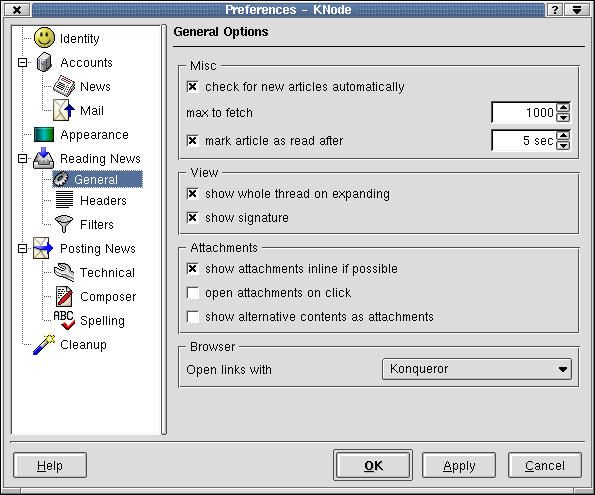 Preferences - KNode
?
Identity
Accounts
News
Mail
Appearance
Reading News
General
Headers
Filters
Posting News
Technical
Composer
ABC
Spelling
Cleanup
General Options
Misc
check for new articles automatically
max to fetch 1000
mark article as read after 5 sec
View
show whole thread on expanding
show signature
Attachments
show attachments inline if possible
open attachments on click
show alternative contents as attachments
Browser
Open links with Konqueror
Help OK Apply Cancel